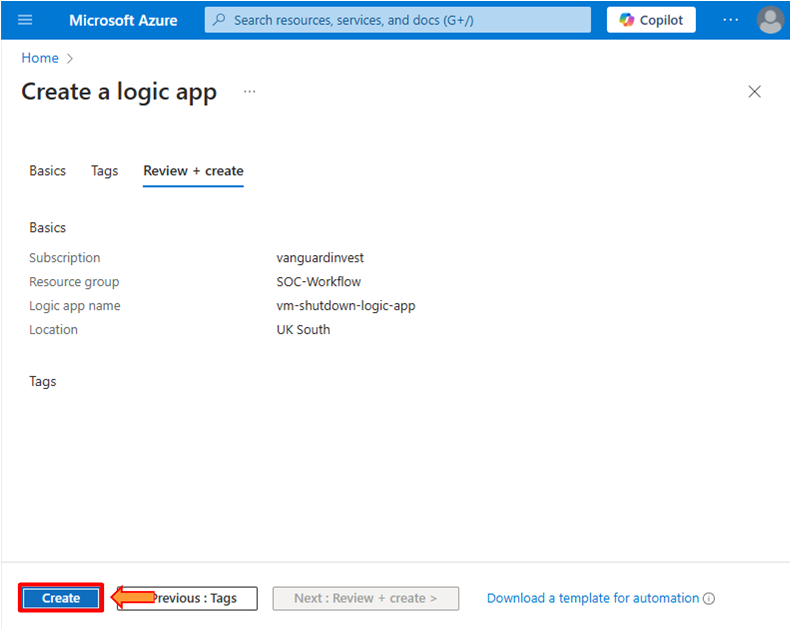 Microsoft Azure
Search resources, services, and docs (G+/)
Copilot
...
Home >
Create a logic app ...
Basics Tags Review + create
Basics
Subscription vanguardinvest
Resource group SOC-Workflow
Logic app name vm-shutdown-logic-app
Location UK South
Tags
Create
Previous : Tags
Next : Review + create >
Download a template for automation